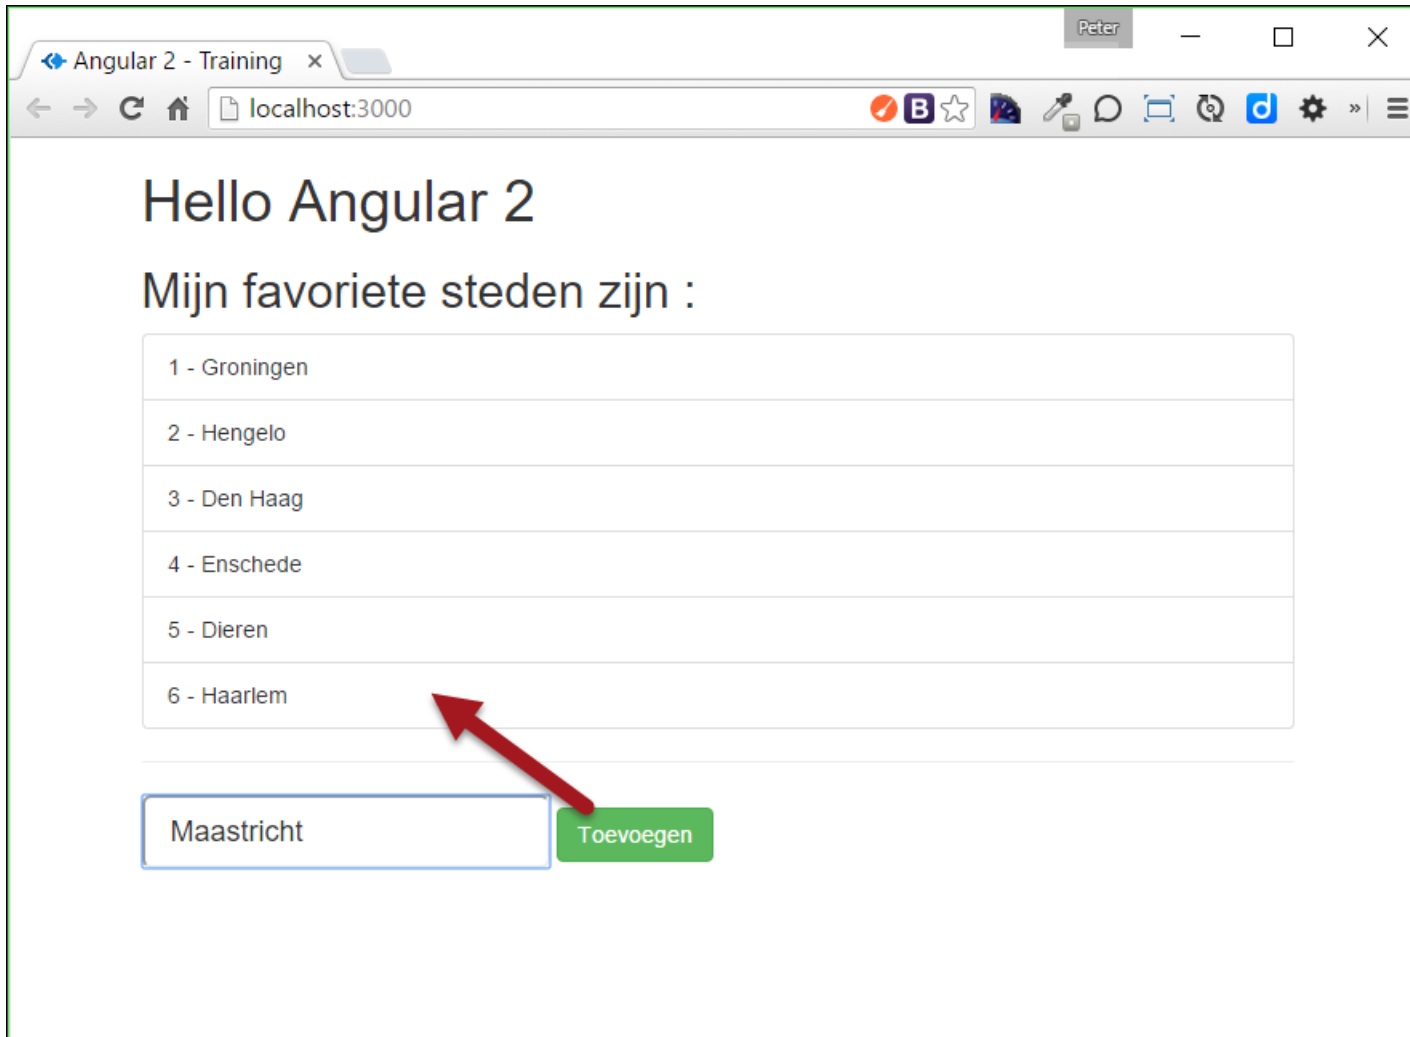 Peter
Angular 2 - Training
localhost:3000
Hello Angular 2
Mijn favoriete steden zijn :
1 - Groningen
2 - Hengelo
3 - Den Haag
4 - Enschede
5 - Dieren
6 - Haarlem
Maastricht
Toevoegen